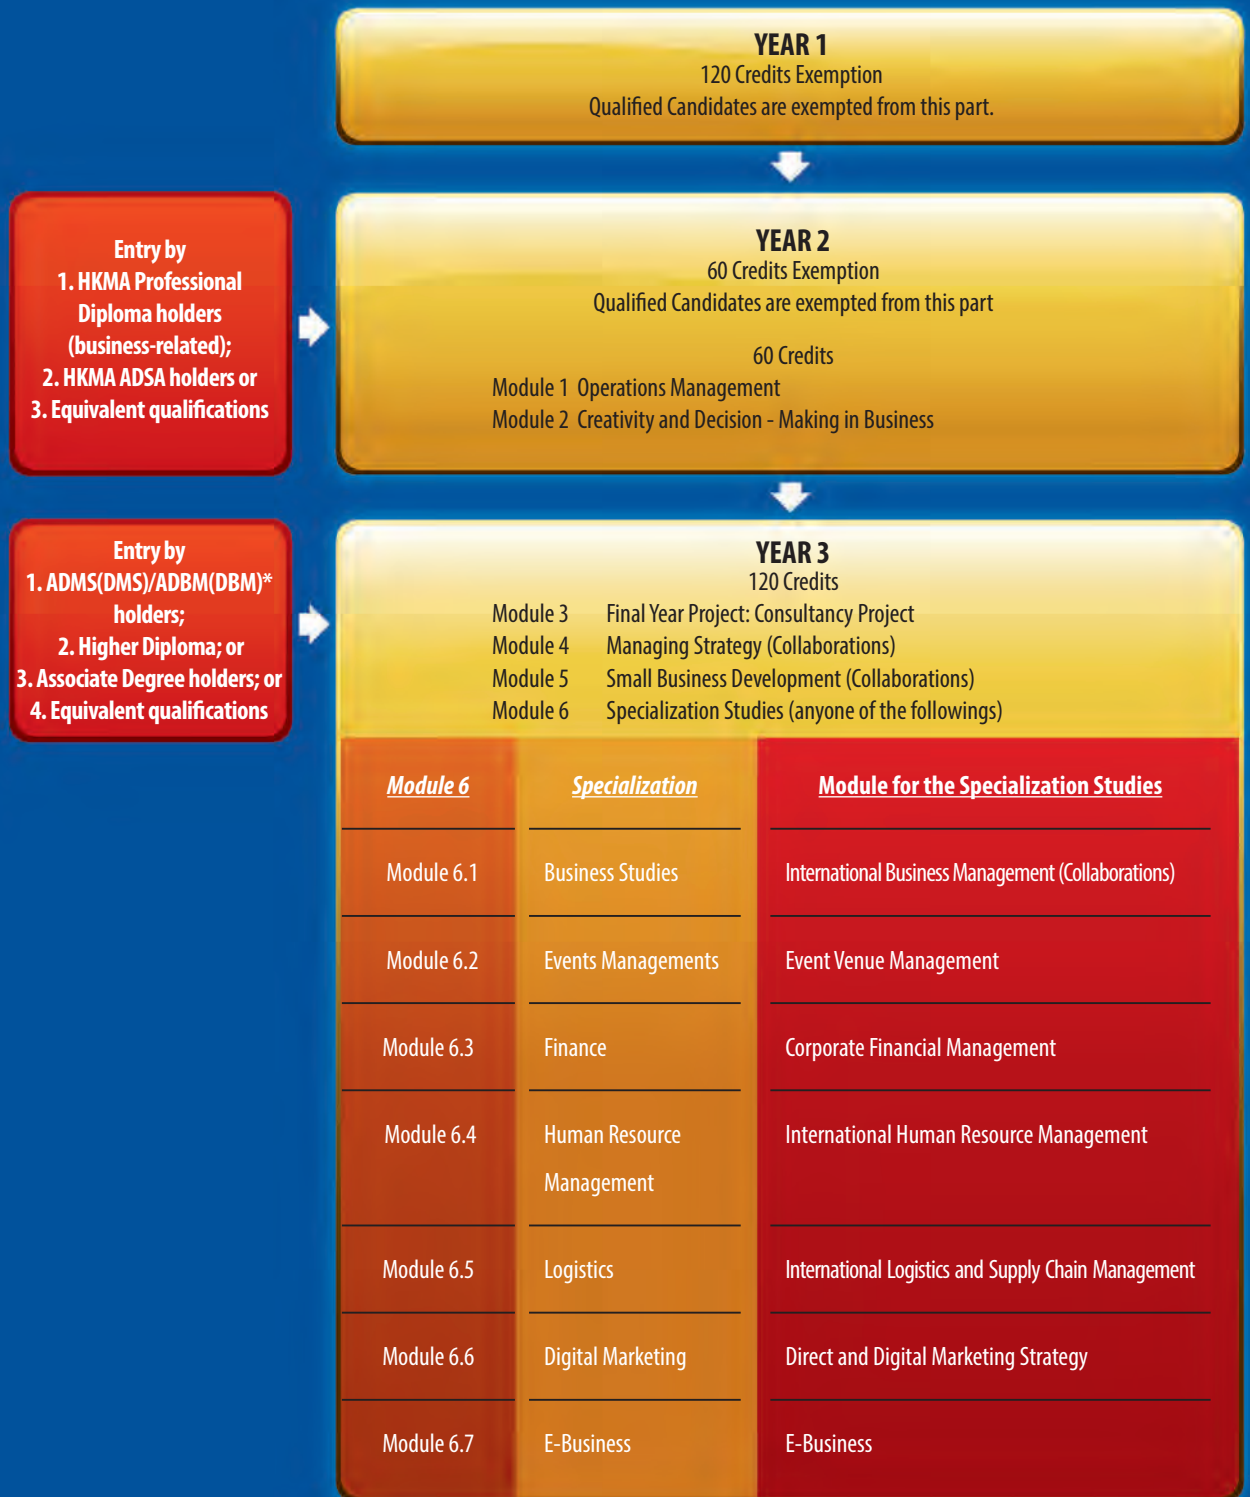 YEAR 1
120 Credits Exemption
Qualified Candidates are exempted from this part.
Entry by
1. HKMA Professional
Diploma holders
(business-related);
2. HKMA ADSA holders or
3. Equivalent qualifications
YEAR 2
60 Credits Exemption
Qualified Candidates are exempted from this part
60 Credits
Module 1 Operations Management
Module 2 Creativity and Decision - Making in Business
Entry by
1. ADMS(DMS)/ADBM(DBM)*
holders;
2. Higher Diploma; or
3. Associate Degree holders; or
4. Equivalent qualifications
YEAR 3
120 Credits
Module 3 Final Year Project: Consultancy Project
Module 4 Managing Strategy (Collaborations)
Module 5 Small Business Development (Collaborations)
Module 6 Specialization Studies (anyone of the followings)
Module 6 Specialization Module for the Specialization Studies
Module 6.1 Business Studies International Business Management (Collaborations)
Module 6.2 Events Managements Event Venue Management
Module 6.3 Finance Corporate Financial Management
Module 6.4 Human Resource International Human Resource Management
Management
Module 6.5 Logistics International Logistics and Supply Chain Management
Module 6.6 Digital Marketing Direct and Digital Marketing Strategy
Module 6.7 E-Business E-Business